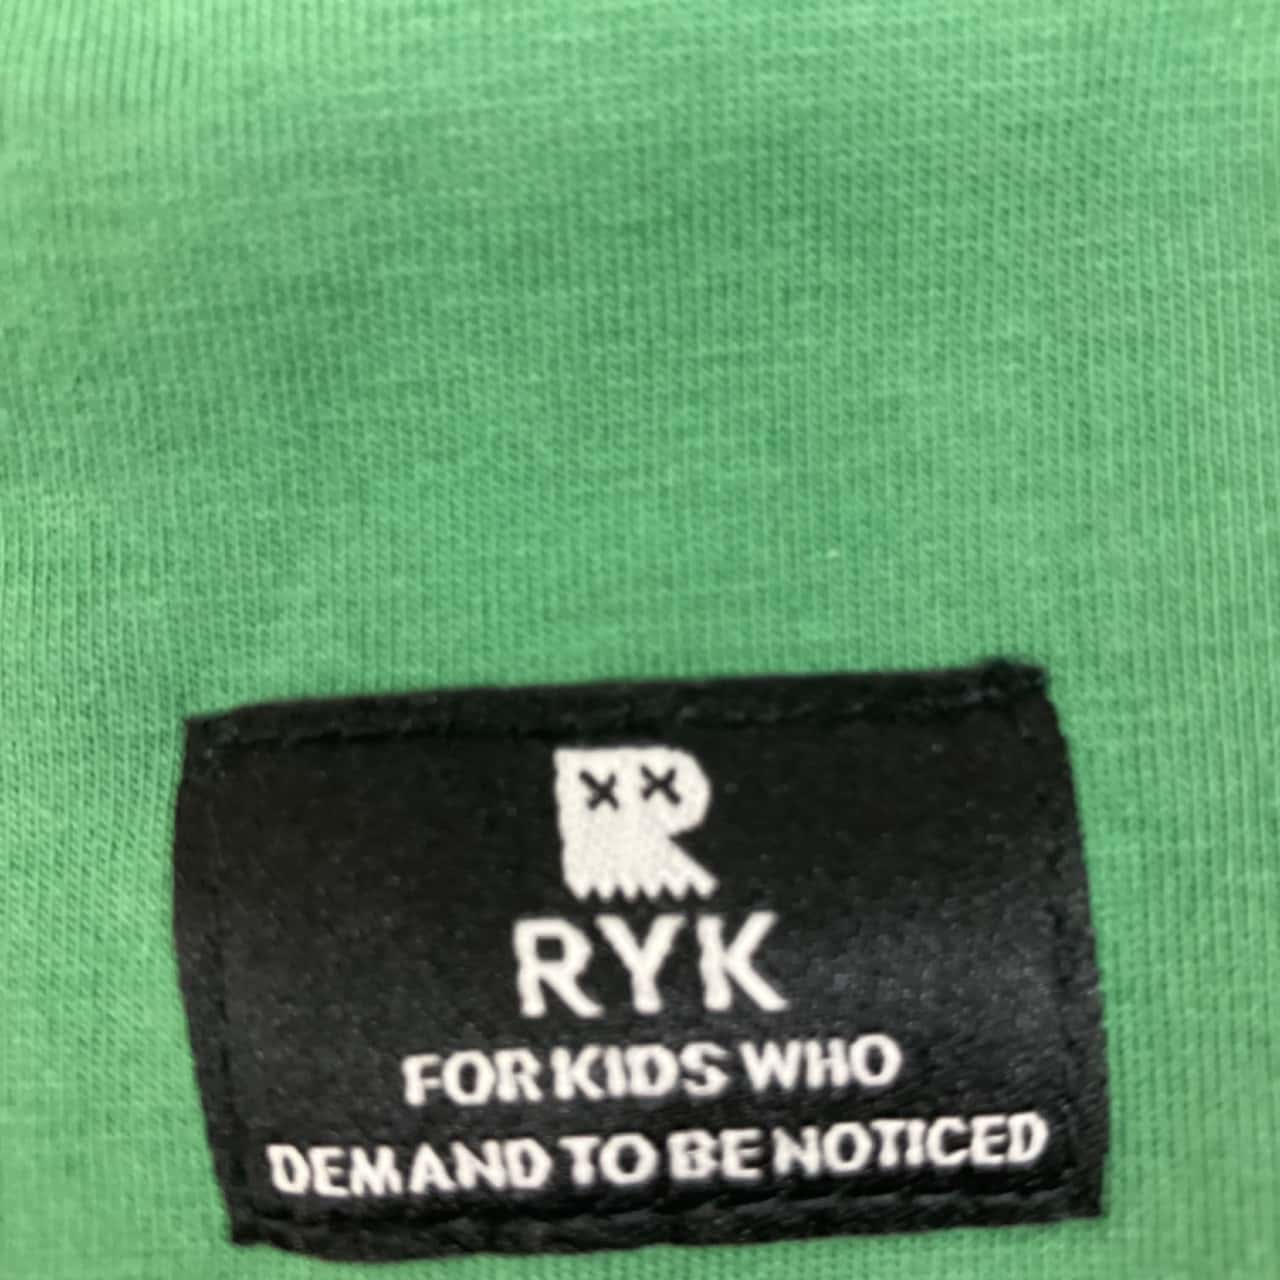 RYK
FOR KIDS WHO
DEMAND TO BE NOTICED